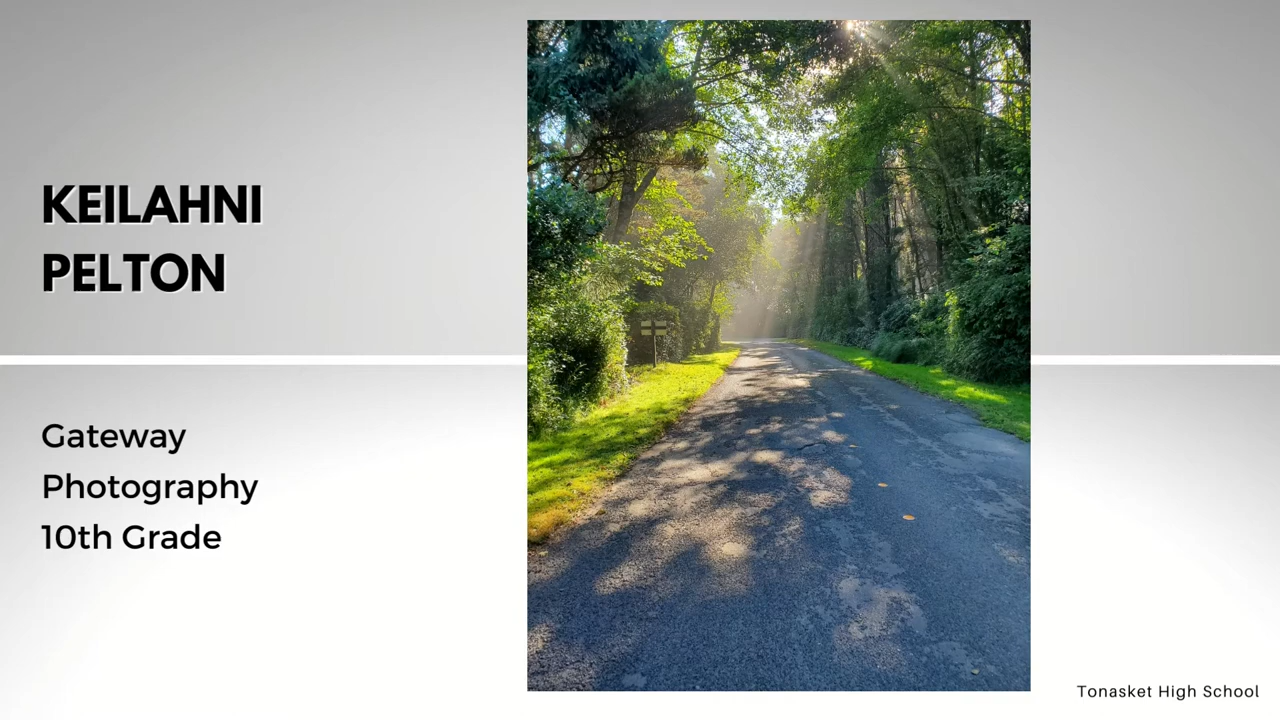 KEILAHNI
PELTON
Gateway
Photography
10th Grade
Tonasket High School